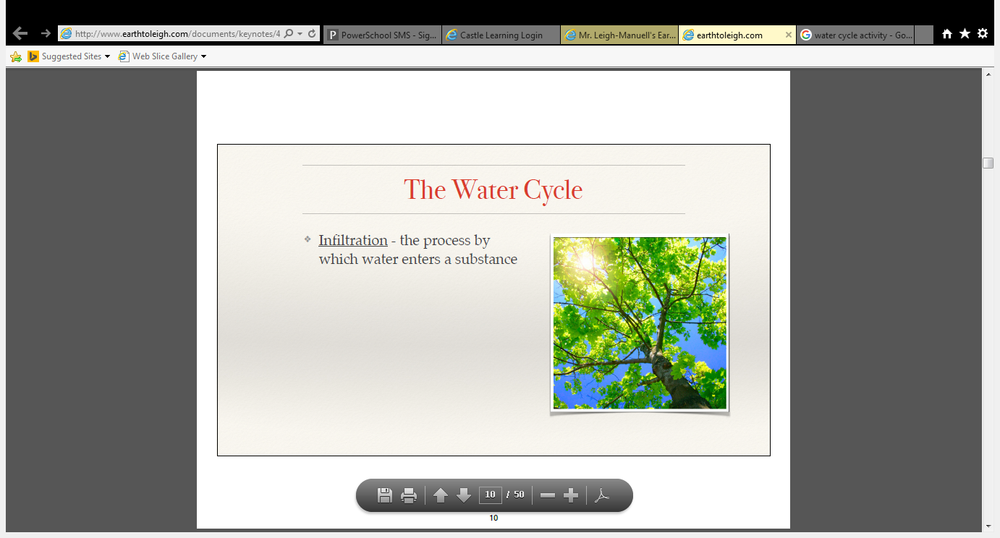 http://www.earthtoleigh.com/documents/keynotes/4
PowerSchool SMS - Sig...
Castle Learning Login
Mr. Leigh-Manuell's Ear...
earthtoleigh.com
water cycle activity - Go...
Suggested Sites
Web Slice Gallery
The Water Cycle
❖ Infiltration - the process by
which water enters a substance
10 / 50
10